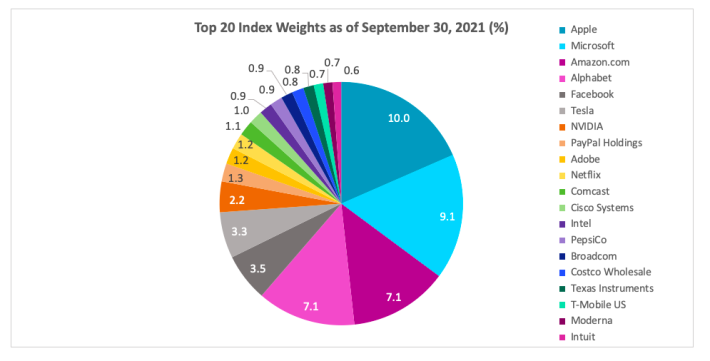 Top 20 Index Weights as of September 30, 2021 (%)
0.9
0.8
0.7
0.9
0.8
0.7
0.6
0.9
1.0
1.1
1.2
1.2
1.3
2.2
3.3
3.5
7.1
7.1
9.1
10.0
Apple
Microsoft
Amazon.com
Alphabet
Facebook
Tesla
NVIDIA
PayPal Holdings
Adobe
Netflix
Comcast
Cisco Systems
Intel
PepsiCo
Broadcom
Costco Wholesale
Texas Instruments
T-Mobile US
Moderna
Intuit